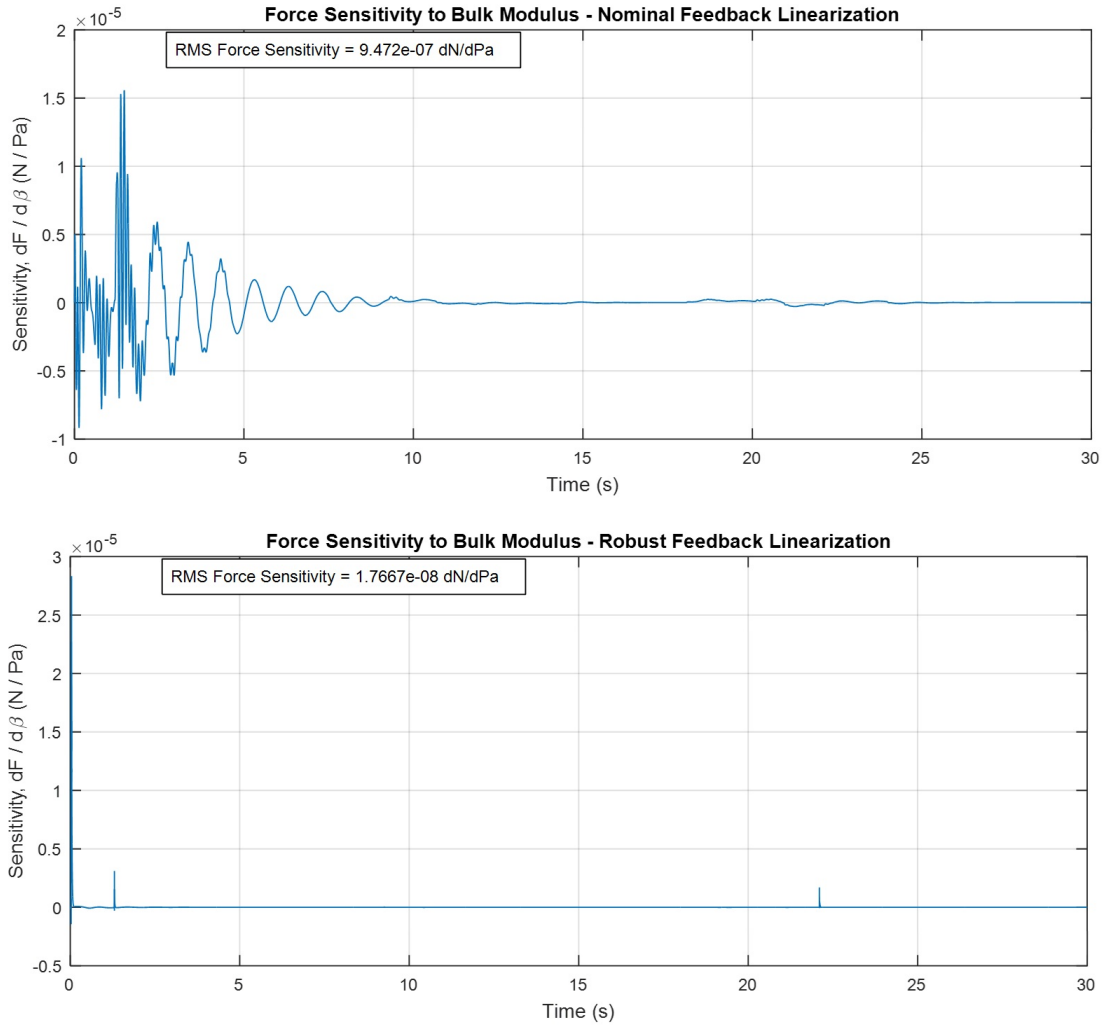 Force Sensitivity to Bulk Modulus - Nominal Feedback Linearization
×10⁻⁵
RMS Force Sensitivity = 9.472e-07 dN/dPa
Sensitivity, dF / d β (N / Pa)
2
1.5
1
0.5
0
-0.5
-1
0 5 10 15 20 25 30
Time (s)
Force Sensitivity to Bulk Modulus - Robust Feedback Linearization
×10⁻⁵
RMS Force Sensitivity = 1.7667e-08 dN/dPa
Sensitivity, dF / d β (N / Pa)
3
2.5
2
1.5
1
0.5
0
-0.5
0 5 10 15 20 25 30
Time (s)